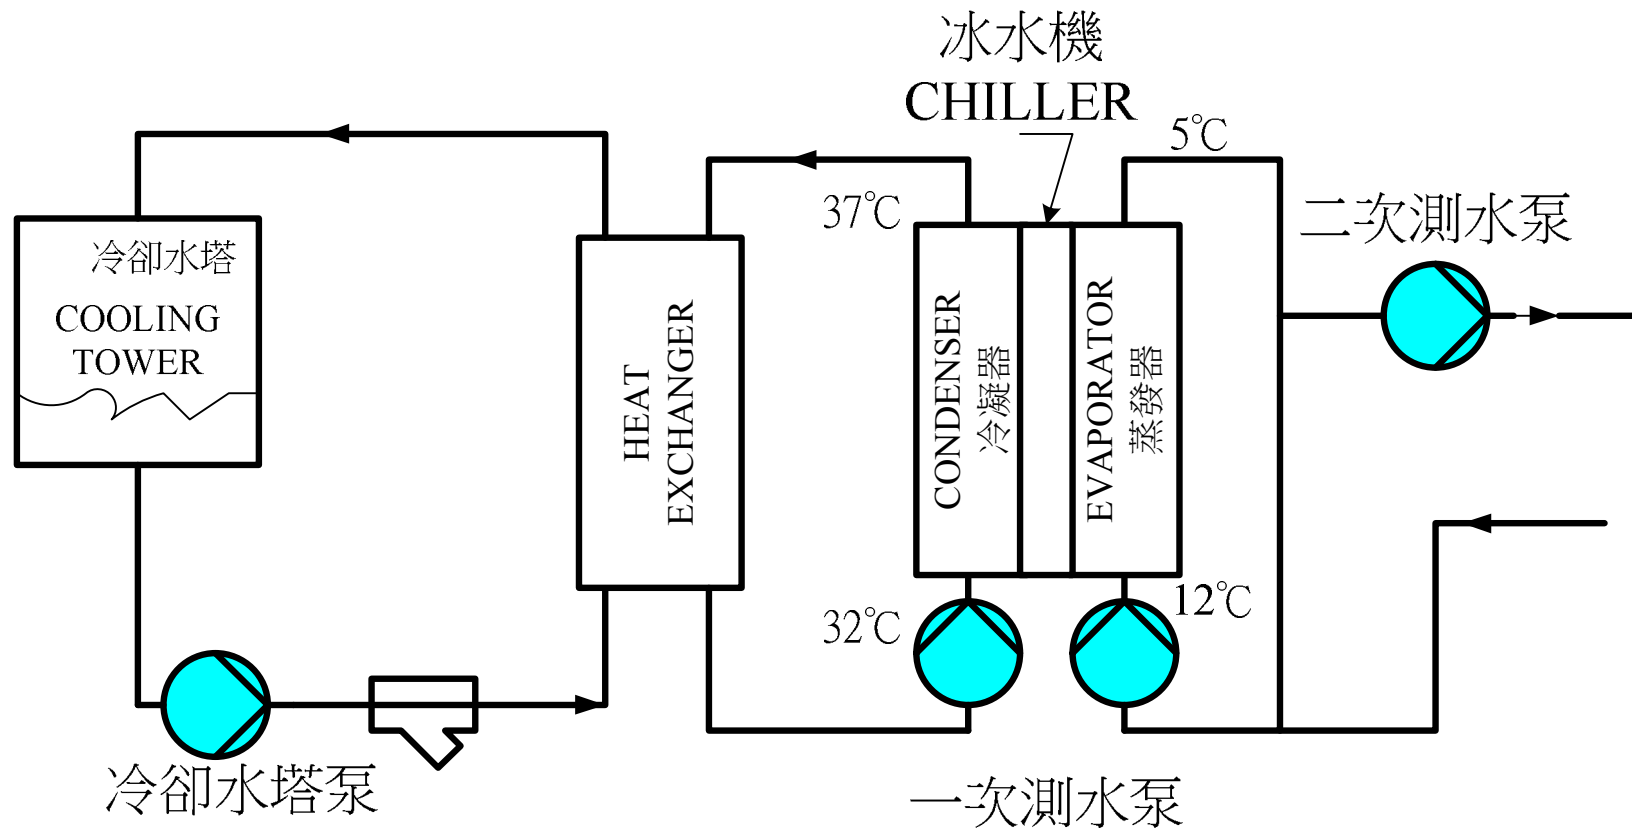 冰水機
CHILLER
5℃
37℃
二次測水泵
冷卻水塔
COOLING
TOWER
HEAT
EXCHANGER
CONDENSER
冷凝器
EVAPORATOR
蒸發器
32℃
12℃
冷卻水塔泵
一次測水泵